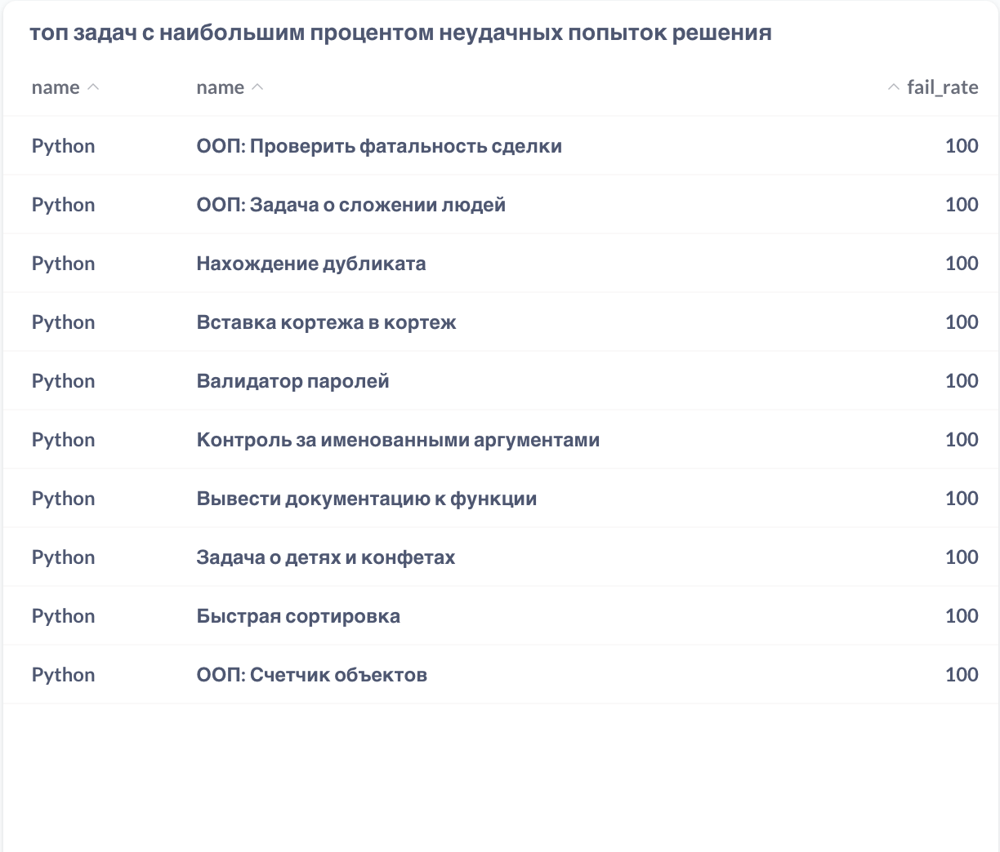 топ задач с наибольшим процентом неудачных попыток решения
name name fail_rate
Python ООП: Проверить фатальность сделки 100
Python ООП: Задача о сложении людей 100
Python Нахождение дубликата 100
Python Вставка кортежа в кортеж 100
Python Валидатор паролей 100
Python Контроль за именованными аргументами 100
Python Вывести документацию к функции 100
Python Задача о детях и конфетах 100
Python Быстрая сортировка 100
Python ООП: Счетчик объектов 100